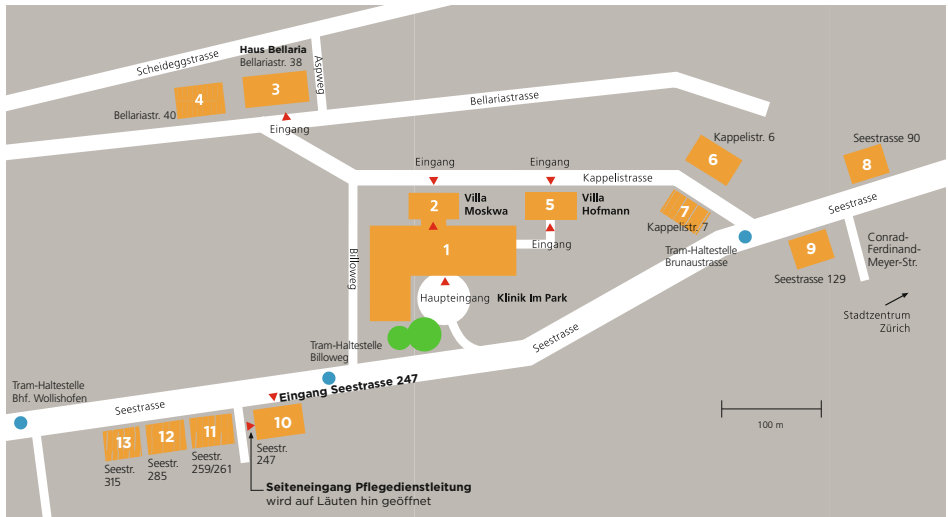 Scheideggstrasse
Haus Bellaria
Bellariastr. 38
Aspweg
3
4
Bellariastr. 40
Bellariastrasse
Eingang
Kappelistr. 6
6
Seestrasse 90
8
Eingang
Eingang
Kappelistrasse
2
Villa
Moskwa
5
Villa
Hofmann
7
Kappelistr. 7
Seestrasse
Billoweg
1
Eingang
Tram-Haltestelle
Brunaustrasse
9
Seestrasse 129
Conrad-
Ferdinand-
Meyer-Str.
Haupteingang
Klinik Im Park
Stadtzentrum
Zürich
Seestrasse
Tram-Haltestelle
Billoweg
Tram-Haltestelle
Bhf. Wollishofen
Eingang Seestrasse 247
Seestrasse
100 m
13
12
11
10
Seestr.
315
Seestr.
285
Seestr.
259/261
Seestr.
247
Seiteneingang Pflegedienstleitung
wird auf Läuten hin geöffnet